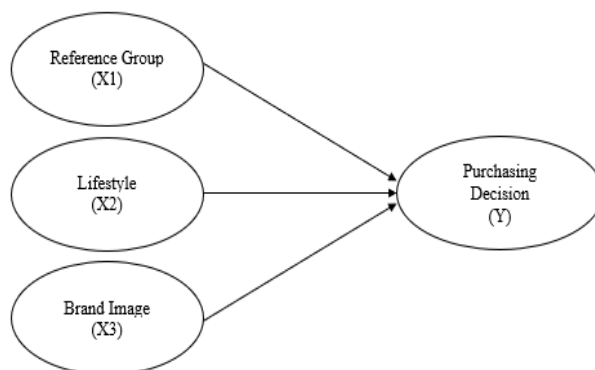 Reference Group
(X1)
Lifestyle
(X2)
Brand Image
(X3)
Purchasing
Decision
(Y)